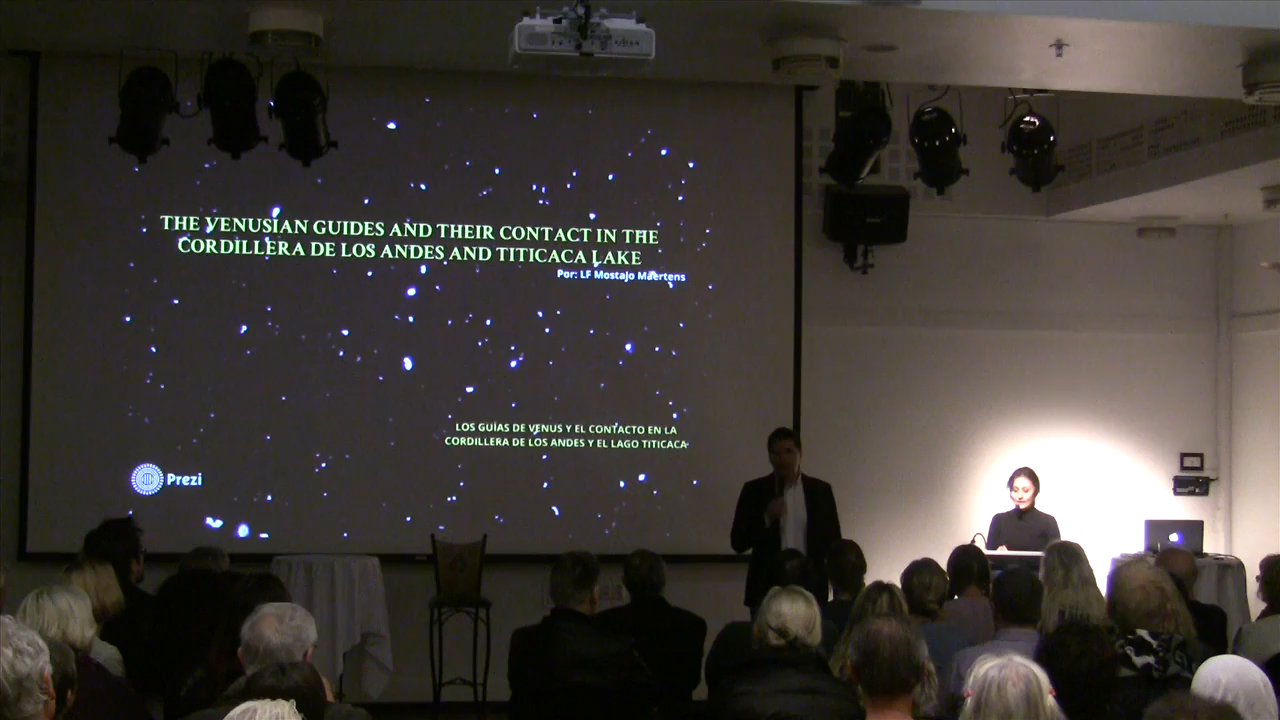 THE VENUSIAN GUIDES AND THEIR CONTACT IN THE
CORDILLERA DE LOS ANDES AND TITICACA LAKE
Por: LF Mostajo Maertens
LOS GUÍAS DE VENUS Y EL CONTACTO EN LA
CORDILLERA DE LOS ANDES Y EL LAGO TITICACA
Prezi